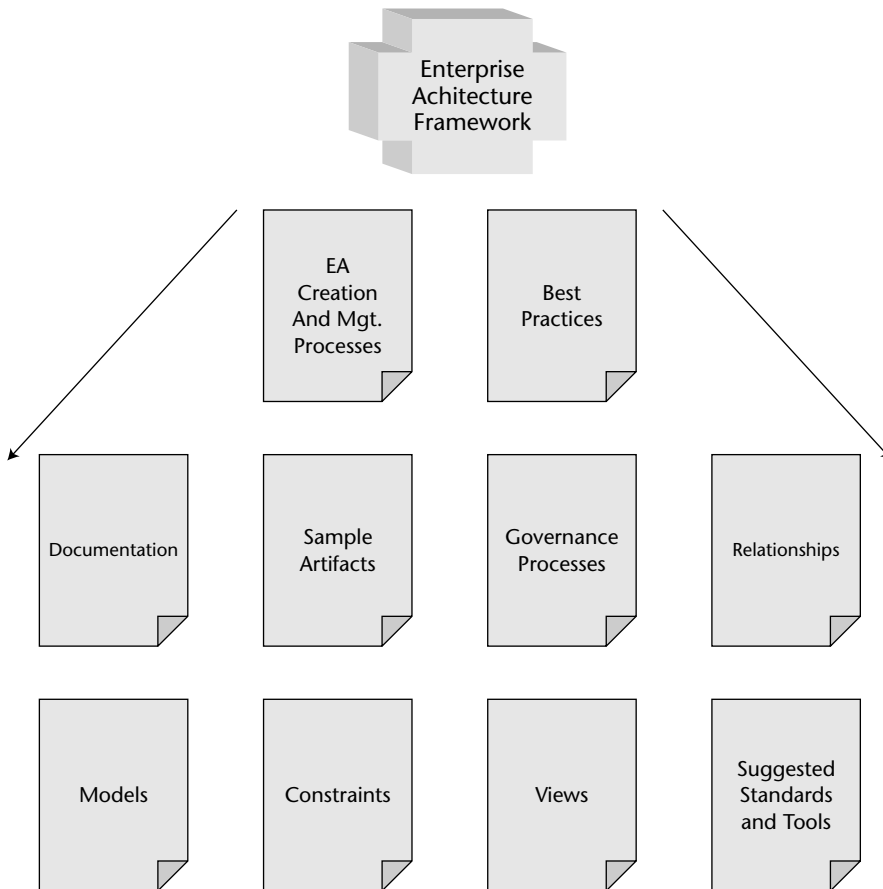 Enterprise
Achitecture
Framework
EA
Creation
And Mgt.
Processes
Best
Practices
Documentation
Sample
Artifacts
Governance
Processes
Relationships
Models
Constraints
Views
Suggested
Standards
and Tools